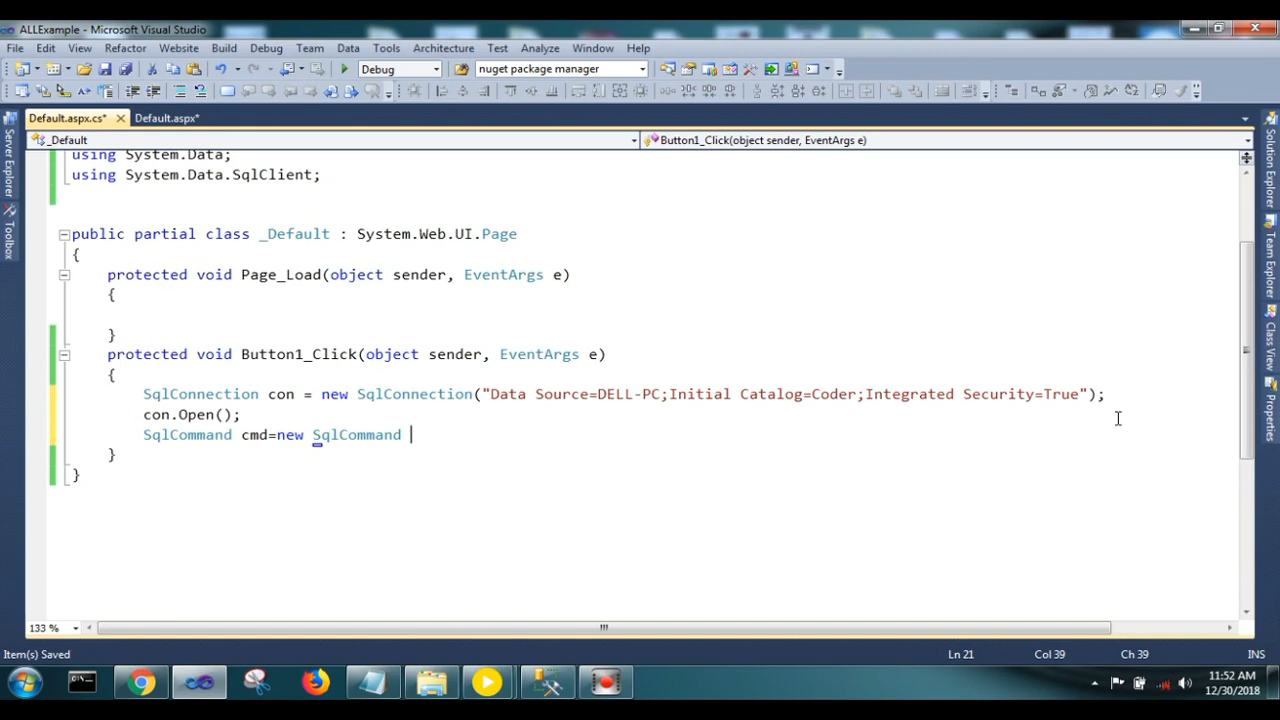 ALLExample - Microsoft Visual Studio
File Edit View Refactor Website Build Debug Team Data Tools Architecture Test Analyze Window Help
Debug nuget package manager
Default.aspx.cs* Default.aspx*
_Default Button1_Click(object sender, EventArgs e)
using System.Data;
using System.Data.SqlClient;
public partial class _Default : System.Web.UI.Page
{
protected void Page_Load(object sender, EventArgs e)
{
}
protected void Button1_Click(object sender, EventArgs e)
{
SqlConnection con = new SqlConnection("Data Source=DELL-PC;Initial Catalog=Coder;Integrated Security=True");
con.Open();
SqlCommand cmd=new SqlCommand
}
}
Server Explorer
Toolbox
Solution Explorer
Team Explorer
Class View
Properties
133 %
Item(s) Saved Ln 21 Col 39 Ch 39 INS
11:52 AM
12/30/2018